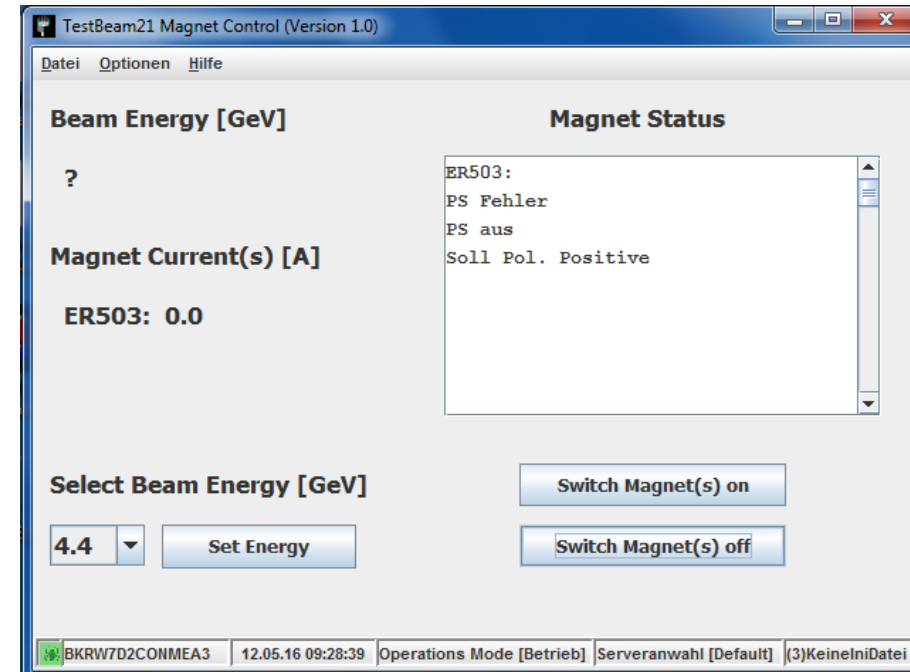 TestBeam21 Magnet Control (Version 1.0)
Datei Optionen Hilfe
Beam Energy [GeV]
?
Magnet Current(s) [A]
ER503: 0.0
Magnet Status
ER503:
PS Fehler
PS aus
Soll Pol. Positive
Select Beam Energy [GeV]
4.4
Set Energy
Switch Magnet(s) on
Switch Magnet(s) off
BKRW7D2CONMEA3 12.05.16 09:28:39 Operations Mode [Betrieb] Serveranwahl [Default] (3)KeineIniDatei